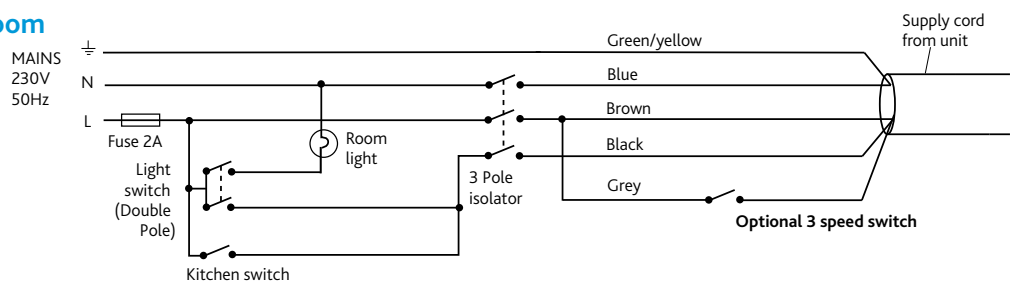 oom
MAINS
230V
50Hz
N
L
Fuse 2A
Light
switch
(Double
Pole)
Kitchen switch
Room
light
3 Pole
isolator
Green/yellow
Blue
Brown
Black
Grey
Optional 3 speed switch
Supply cord
from unit